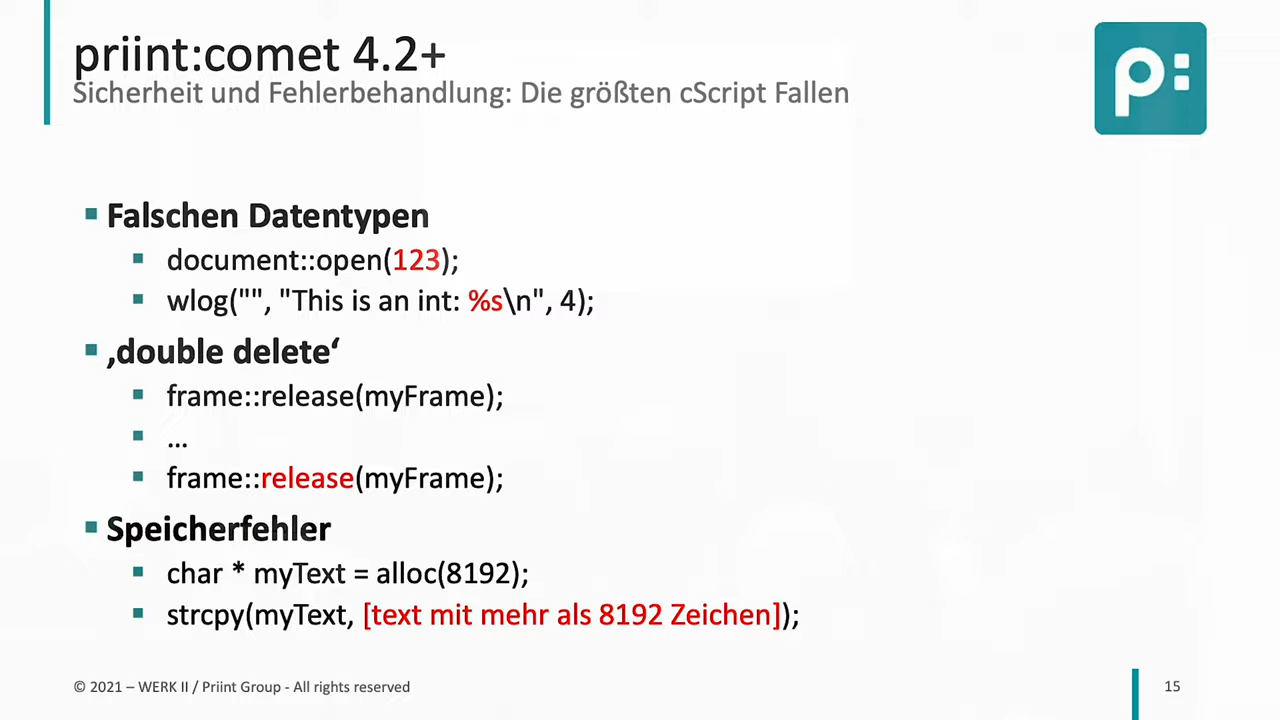 priint:comet 4.2+
Sicherheit und Fehlerbehandlung: Die größten cScript Fallen
p:
Falschen Datentypen
document::open(123);
wlog("", "This is an int: %s\n", 4);
‚double delete‘
frame::release(myFrame);
…
frame::release(myFrame);
Speicherfehler
char * myText = alloc(8192);
strcpy(myText, [text mit mehr als 8192 Zeichen]);
© 2021 – WERK II / Priint Group - All rights reserved
15